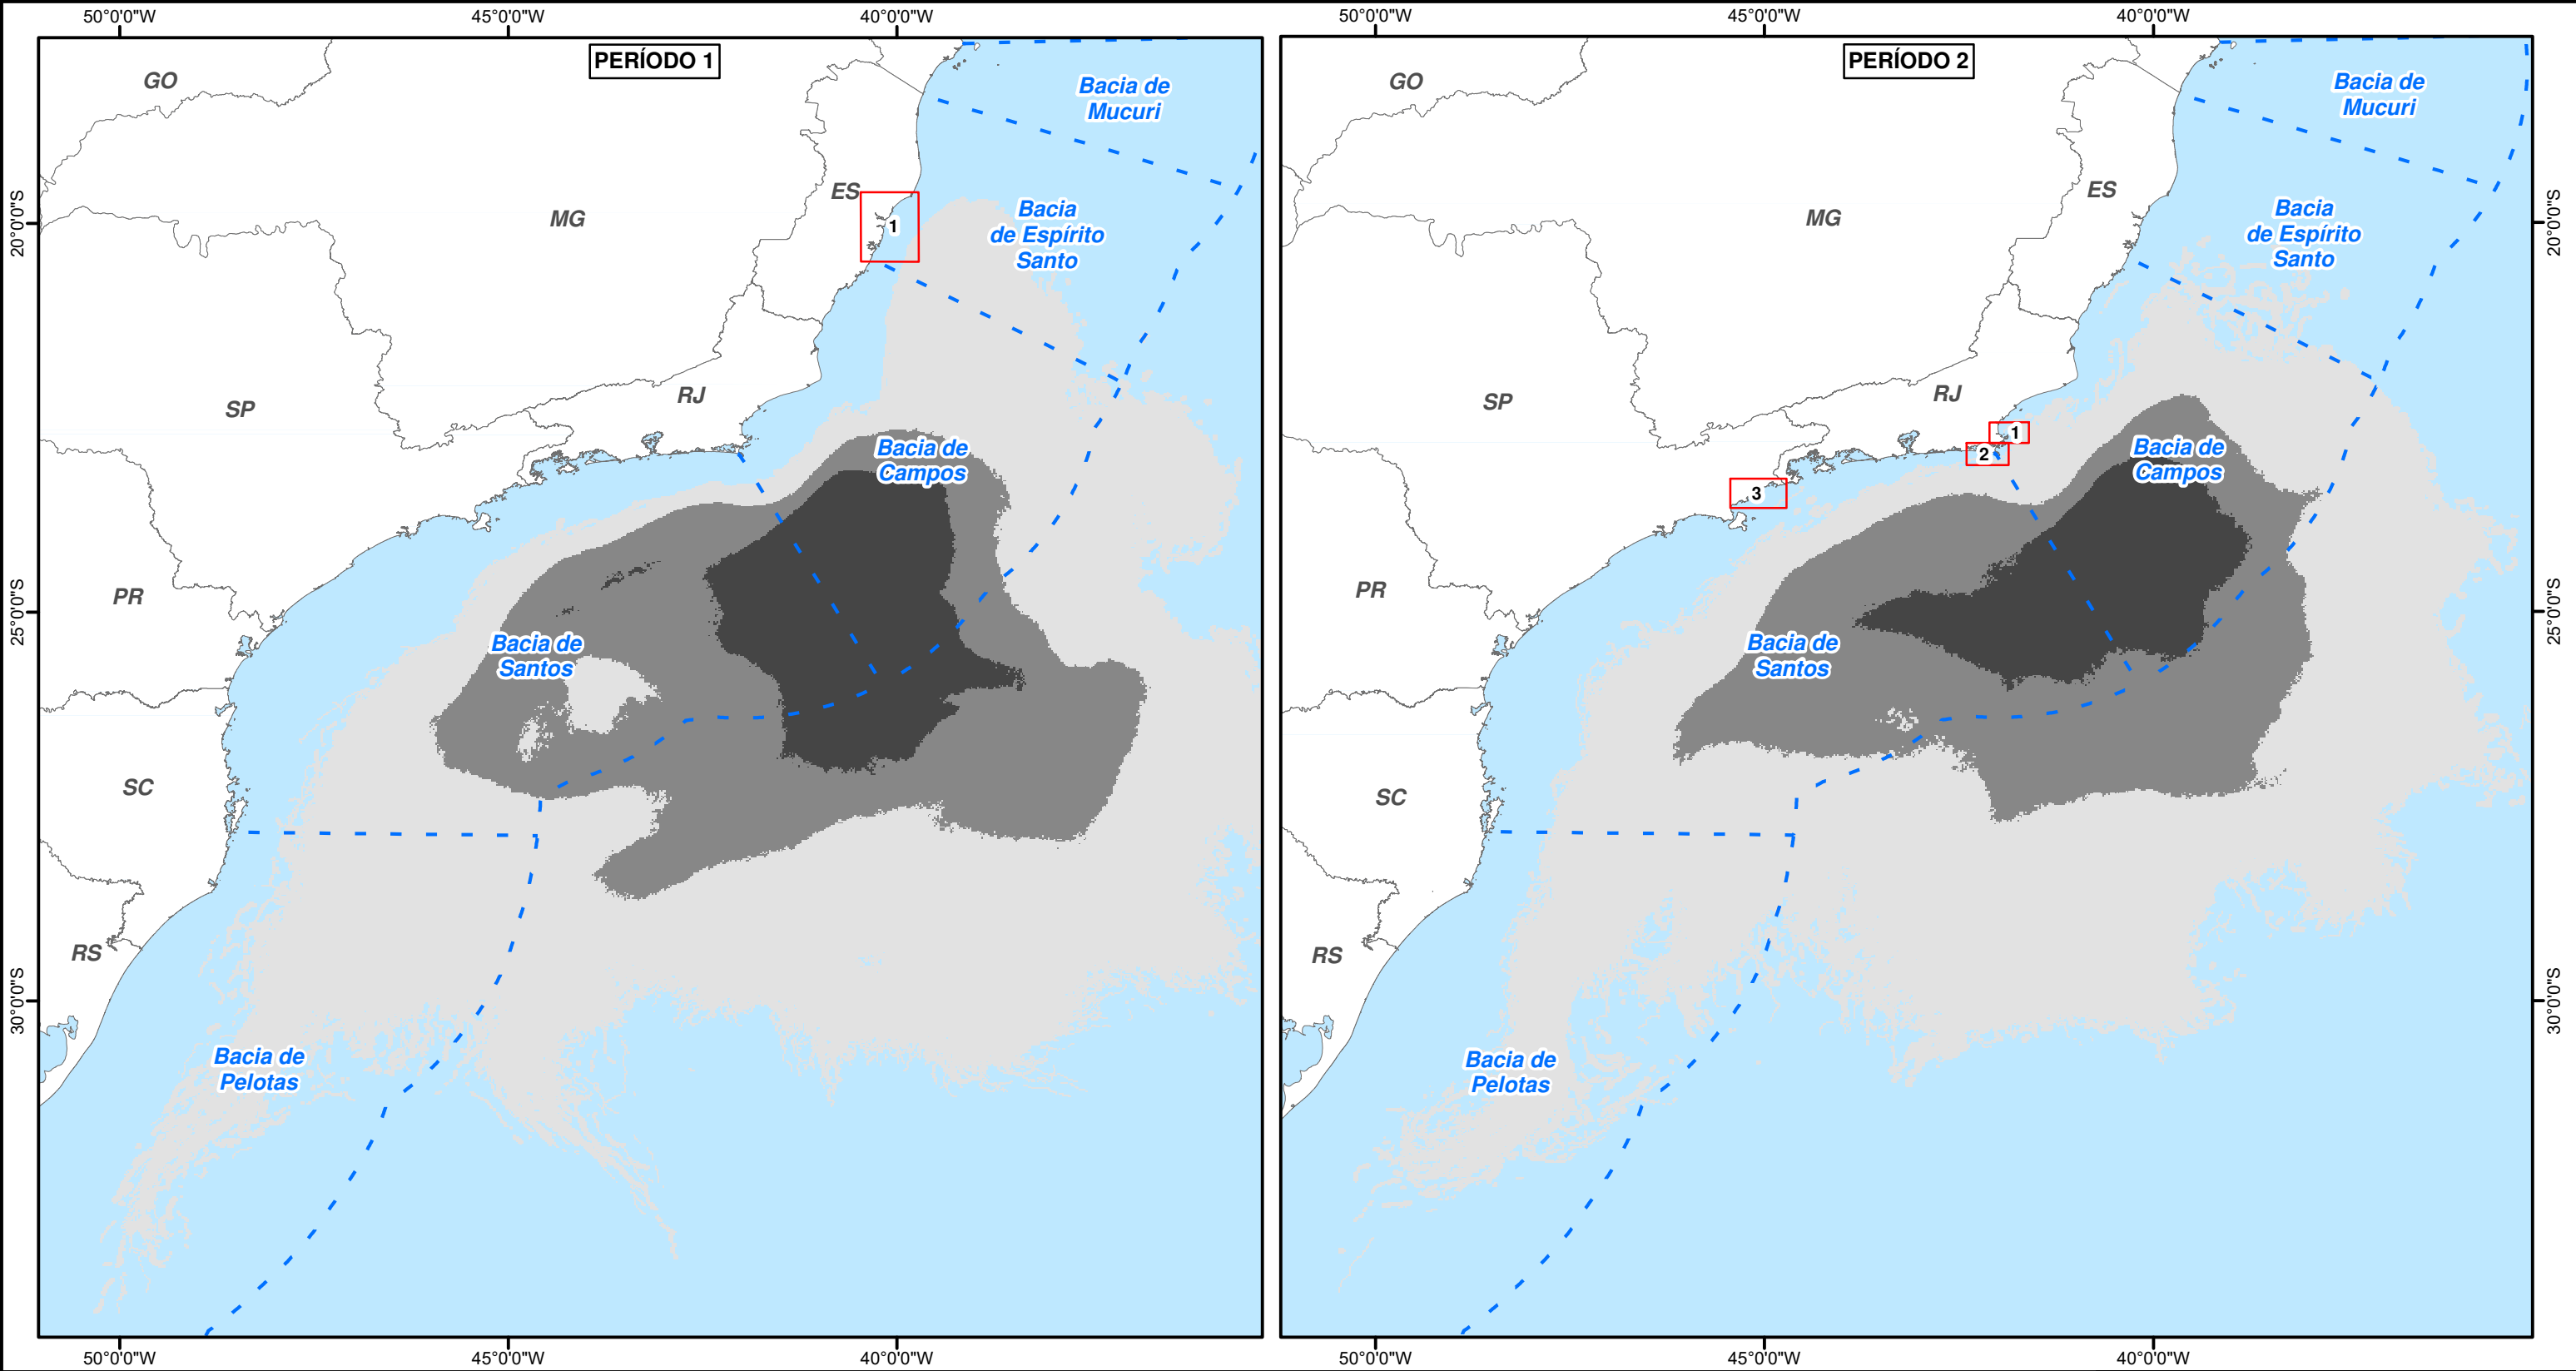 50°0'0"W
45°0'0"W
40°0'0"W
50°0'0"W
45°0'0"W
40°0'0"W
PERÍODO 1
GO
Bacia de
Mucuri
ES
MG
1
Bacia
de Espírito
Santo
SP
RJ
Bacia de
Campos
PR
Bacia de
Santos
SC
RS
Bacia de
Pelotas
20°0'0"S
25°0'0"S
30°0'0"S
PERÍODO 2
GO
Bacia de
Mucuri
ES
MG
Bacia
de Espírito
Santo
SP
RJ
1
2
3
Bacia de
Campos
PR
Bacia de
Santos
SC
RS
Bacia de
Pelotas
20°0'0"S
25°0'0"S
30°0'0"S
50°0'0"W
45°0'0"W
40°0'0"W
50°0'0"W
45°0'0"W
40°0'0"W